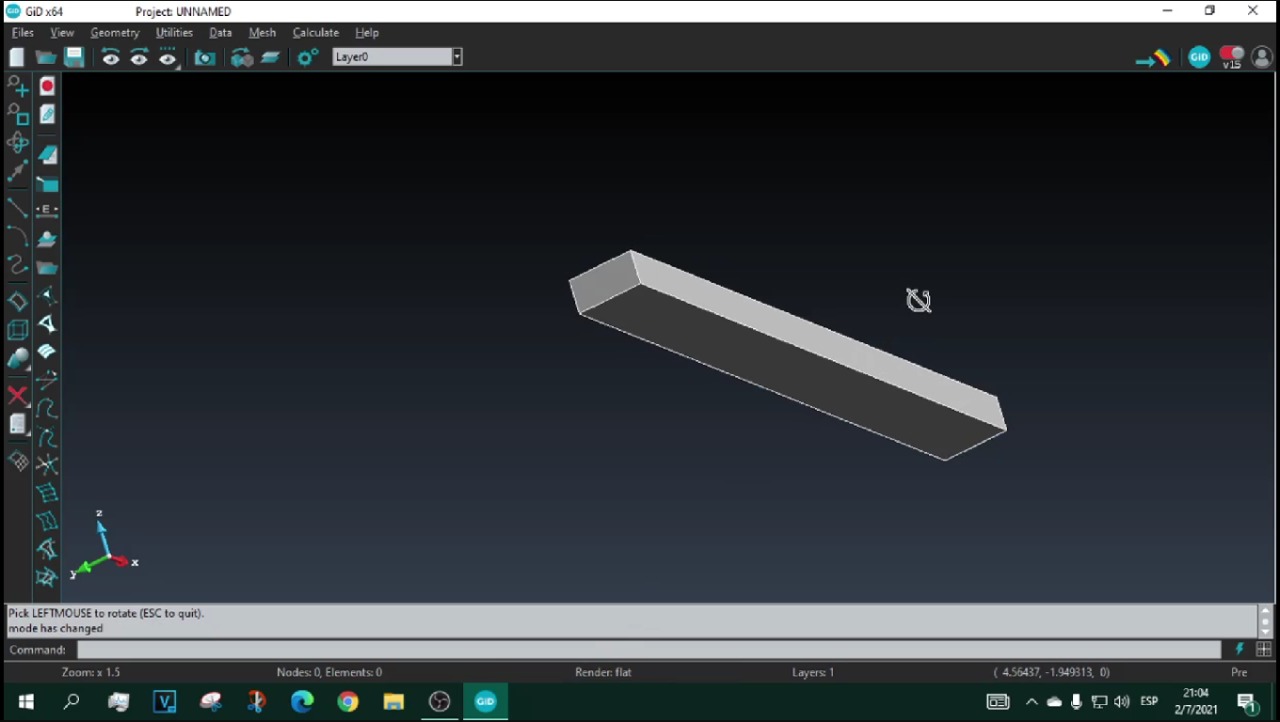 GiD x64 Project: UNNAMED
Files View Geometry Utilities Data Mesh Calculate Help
Layer0
GiD
v15
E
z
x
y
Pick LEFTMOUSE to rotate (ESC to quit).
mode has changed
Command:
Zoom: x 1.5 Nodes: 0, Elements: 0 Render: flat Layers: 1 ( 4.56437, -1.949313, 0) Pre
V GiD ESP 21:04
2/7/2021
1